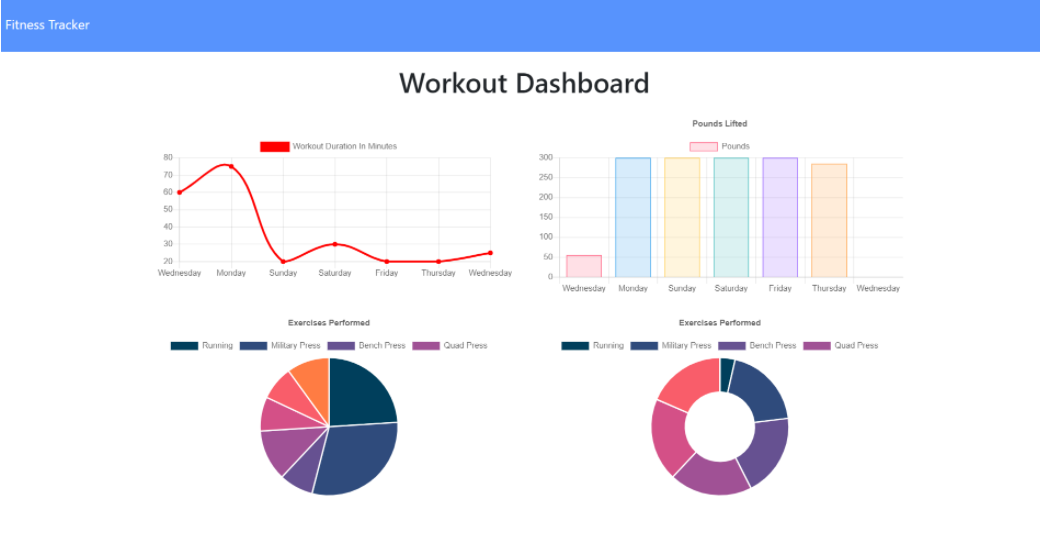 Fitness Tracker
Workout Dashboard
Workout Duration In Minutes
80
70
60
50
40
30
20
Wednesday Monday Sunday Saturday Friday Thursday Wednesday
Pounds Lifted
Pounds
300
250
200
150
100
50
0
Wednesday Monday Sunday Saturday Friday Thursday Wednesday
Exercises Performed
Running Military Press Bench Press Quad Press
Exercises Performed
Running Military Press Bench Press Quad Press